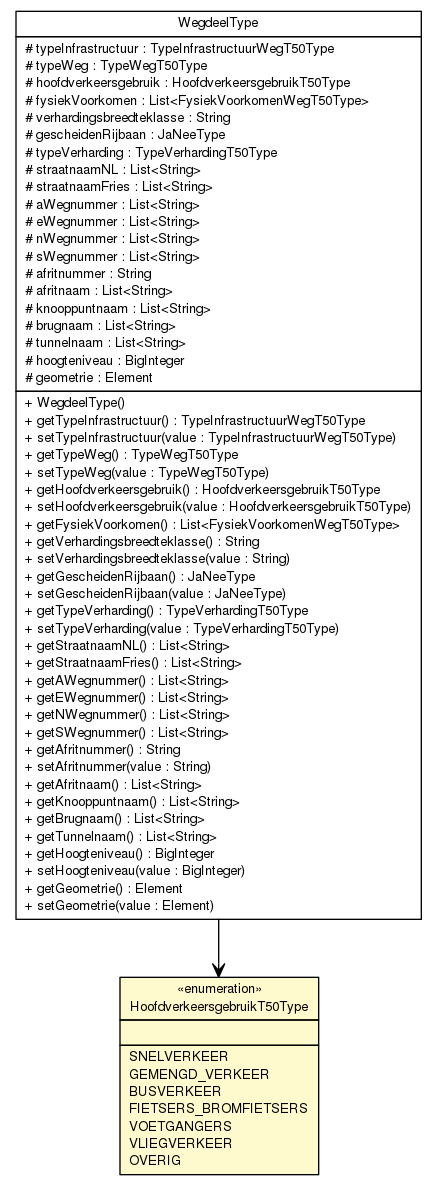 WegdeelType
# typeInfrastructuur : TypeInfrastructuurWegT50Type
# typeWeg : TypeWegT50Type
# hoofdverkeersgebruik : HoofdverkeersgebruikT50Type
# fysiekVoorkomen : List<FysiekVoorkomenWegT50Type>
# verhardingsbreedteklasse : String
# gescheidenRijbaan : JaNeeType
# typeVerharding : TypeVerhardingT50Type
# straatnaamNL : List<String>
# straatnaamFries : List<String>
# aWegnummer : List<String>
# eWegnummer : List<String>
# nWegnummer : List<String>
# sWegnummer : List<String>
# afritnummer : String
# afritnaam : List<String>
# knooppuntnaam : List<String>
# brugnaam : List<String>
# tunnelnaam : List<String>
# hoogteniveau : BigInteger
# geometrie : Element
+ WegdeelType()
+ getTypeInfrastructuur() : TypeInfrastructuurWegT50Type
+ setTypeInfrastructuur(value : TypeInfrastructuurWegT50Type)
+ getTypeWeg() : TypeWegT50Type
+ setTypeWeg(value : TypeWegT50Type)
+ getHoofdverkeersgebruik() : HoofdverkeersgebruikT50Type
+ setHoofdverkeersgebruik(value : HoofdverkeersgebruikT50Type)
+ getFysiekVoorkomen() : List<FysiekVoorkomenWegT50Type>
+ getVerhardingsbreedteklasse() : String
+ setVerhardingsbreedteklasse(value : String)
+ getGescheidenRijbaan() : JaNeeType
+ setGescheidenRijbaan(value : JaNeeType)
+ getTypeVerharding() : TypeVerhardingT50Type
+ setTypeVerharding(value : TypeVerhardingT50Type)
+ getStraatnaamNL() : List<String>
+ getStraatnaamFries() : List<String>
+ getAWegnummer() : List<String>
+ getEWegnummer() : List<String>
+ getNWegnummer() : List<String>
+ getSWegnummer() : List<String>
+ getAfritnummer() : String
+ setAfritnummer(value : String)
+ getAfritnaam() : List<String>
+ getKnooppuntnaam() : List<String>
+ getBrugnaam() : List<String>
+ getTunnelnaam() : List<String>
+ getHoogteniveau() : BigInteger
+ setHoogteniveau(value : BigInteger)
+ getGeometrie() : Element
+ setGeometrie(value : Element)
«enumeration»
HoofdverkeersgebruikT50Type
SNELVERKEER
GEMENGD_VERKEER
BUSVERKEER
FIETSERS_BROMFIETSERS
VOETGANGERS
VLIEGVERKEER
OVERIG